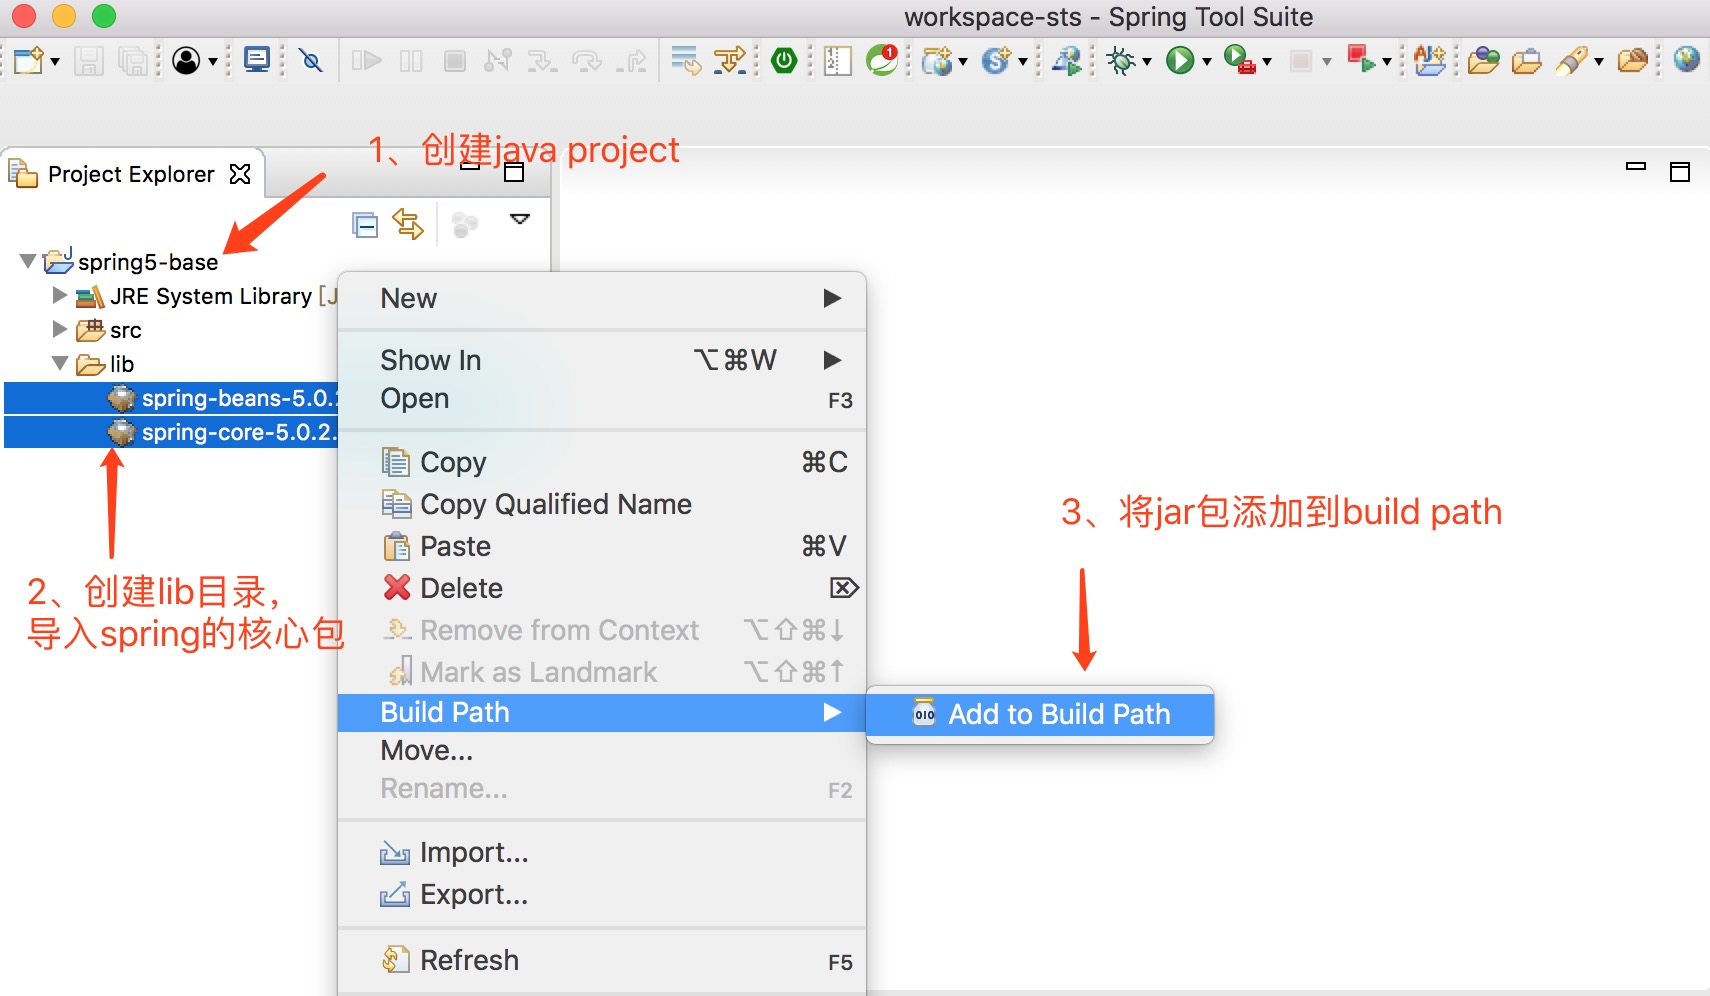 workspace-sts - Spring Tool Suite
1
1、创建java project
Project Explorer
spring5-base
JRE System Library [J
src
lib
spring-beans-5.0.2
spring-core-5.0.2.
2、创建lib目录，
导入spring的核心包
New
Show In ⌥⌘W
Open F3
Copy ⌘C
Copy Qualified Name
Paste ⌘V
Delete ⌦
Remove from Context ⌥⇧⌘↓
Mark as Landmark ⌥⇧⌘↑
Build Path
Move...
Rename... F2
Import...
Export...
Refresh F5
3、将jar包添加到build path
010 Add to Build Path